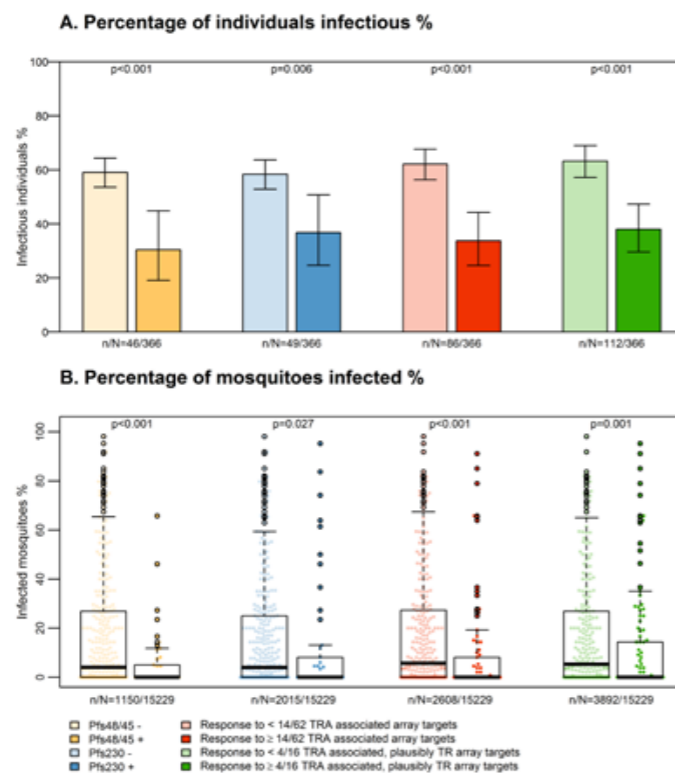 A. Percentage of individuals infectious %
p<0.001 p=0.006 p<0.001 p<0.001
100
80
60
40
20
0
Infectious individuals %
n/N=46/366 n/N=49/366 n/N=86/366 n/N=112/366
B. Percentage of mosquitoes infected %
p<0.001 p=0.027 p<0.001 p=0.001
100
80
60
40
20
0
Infected mosquitoes %
n/N=1150/15229 n/N=2015/15229 n/N=2608/15229 n/N=3892/15229
Pfs48/45 - Response to < 14/62 TRA associated array targets
Pfs48/45 + Response to ≥ 14/62 TRA associated array targets
Pfs230 - Response to < 4/16 TRA associated, plausibly TR array targets
Pfs230 + Response to ≥ 4/16 TRA associated, plausibly TR array targets